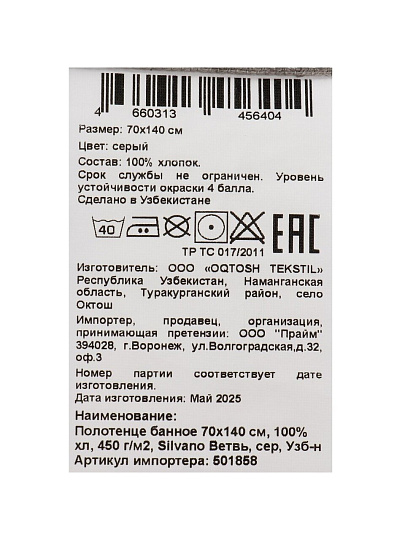 4 660313 456404
Размер: 70х140 см
Цвет: серый
Состав: 100% хлопок.
Срок службы не ограничен. Уровень
устойчивости окраски 4 балла.
Сделано в Узбекистане
40
EAC
ТР ТС 017/2011
Изготовитель: ООО «OQTOSH TEKSTIL»
Республика Узбекистан, Наманганская
область, Туракурганский район, село
Октош
Импортер, продавец, организация,
принимающая претензии: ООО "Прайм"
394028, г.Воронеж, ул.Волгоградская,д.32,
оф.3
Номер партии соответствует дате
изготовления.
Дата изготовления: Май 2025
Наименование:
Полотенце банное 70х140 см, 100%
хл, 450 г/м2, Silvano Ветвь, сер, Узб-н
Артикул импортера: 501858